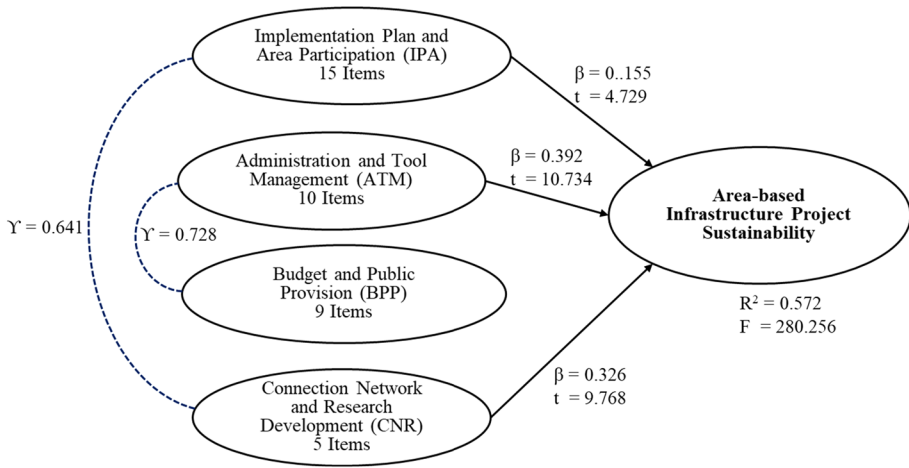 Implementation Plan and
Area Participation (IPA)
15 Items
β = 0..155
t = 4.729
Administration and Tool
Management (ATM)
10 Items
β = 0.392
t = 10.734
Area-based
Infrastructure Project
Sustainability
ϒ = 0.641
ϒ = 0.728
Budget and Public
Provision (BPP)
9 Items
R² = 0.572
F = 280.256
Connection Network
and Research
Development (CNR)
5 Items
β = 0.326
t = 9.768